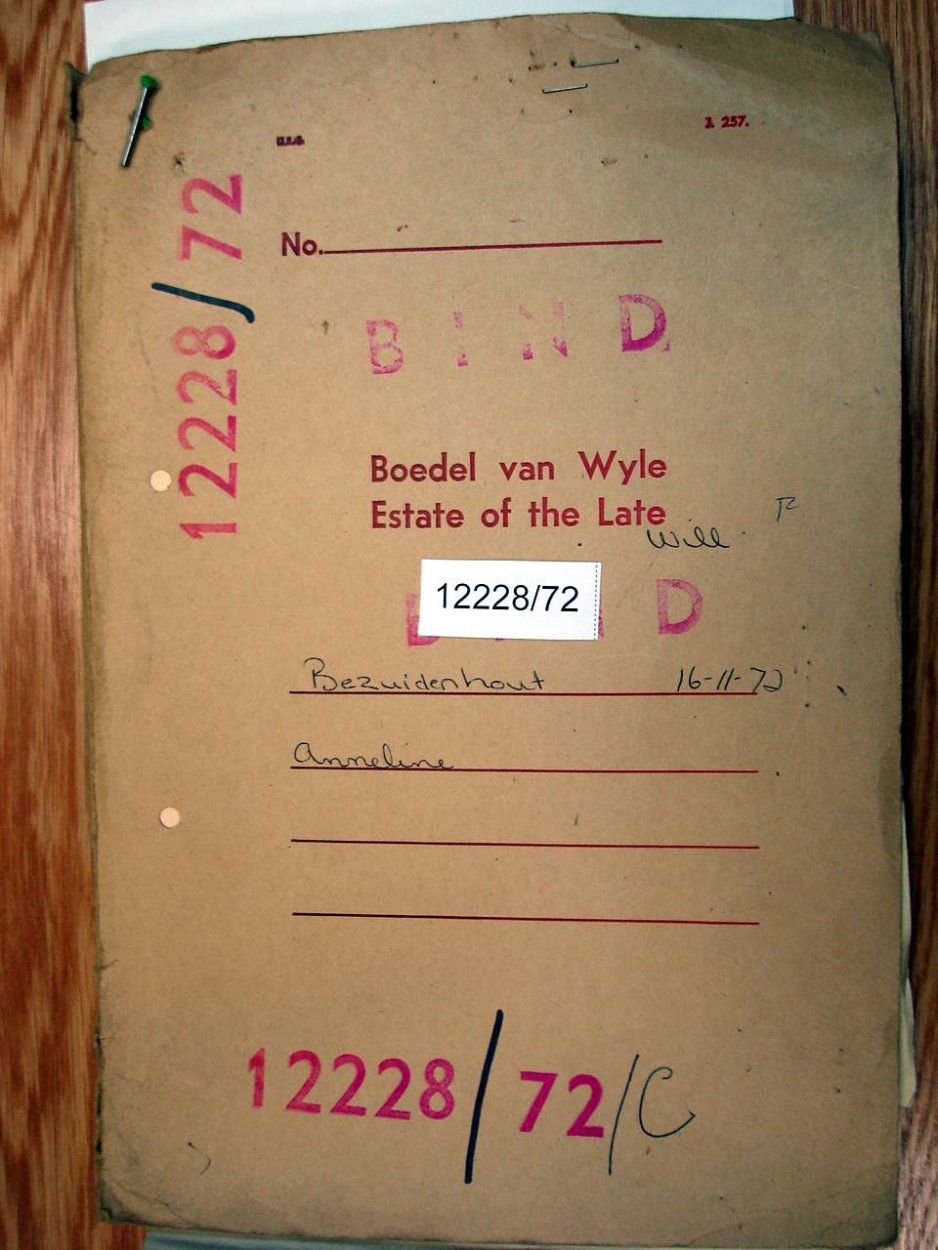 J. 257.
No.
12228/72
BIND
Boedel van Wyle
Estate of the Late
Will
12228/72
Bezuidenhout 16-11-72
Anneline
12228/72/C